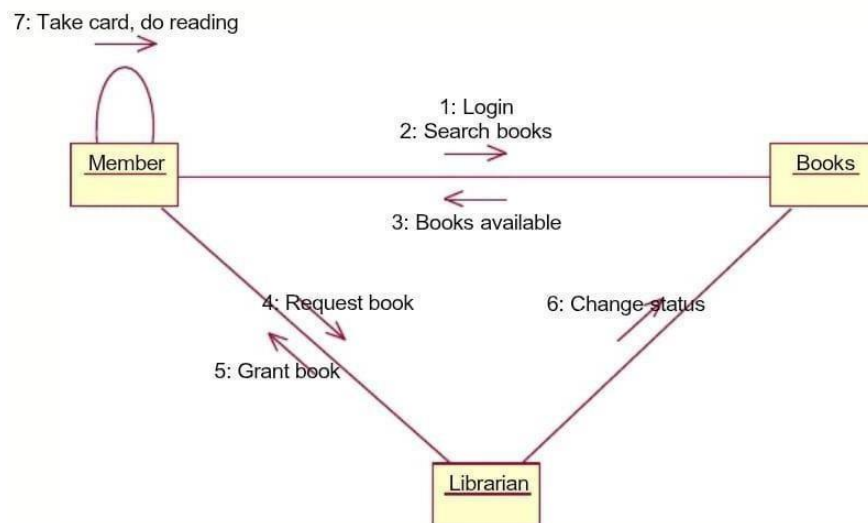 7: Take card, do reading
1: Login
2: Search books
Member
Books
3: Books available
4: Request book
6: Change status
5: Grant book
Librarian